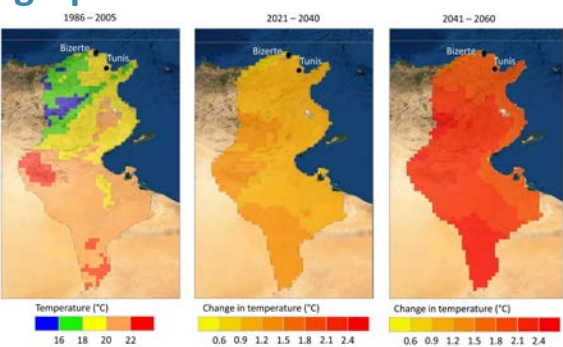 1986 – 2005
2021 – 2040
2041 – 2060
Bizerte
Tunis
Bizerte
Tunis
Bizerte
Tunis
Temperature (°C)
16 18 20 22
Change in temperature (°C)
0.6 0.9 1.2 1.5 1.8 2.1 2.4
Change in temperature (°C)
0.6 0.9 1.2 1.5 1.8 2.1 2.4